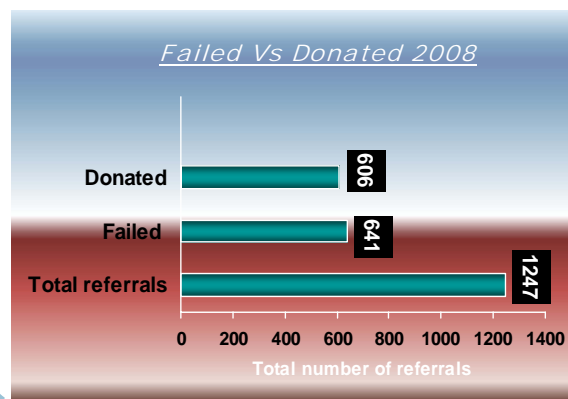 Failed Vs Donated 2008
Donated
606
Failed
641
Total referrals
1247
0 200 400 600 800 1000 1200 1400
Total number of referrals